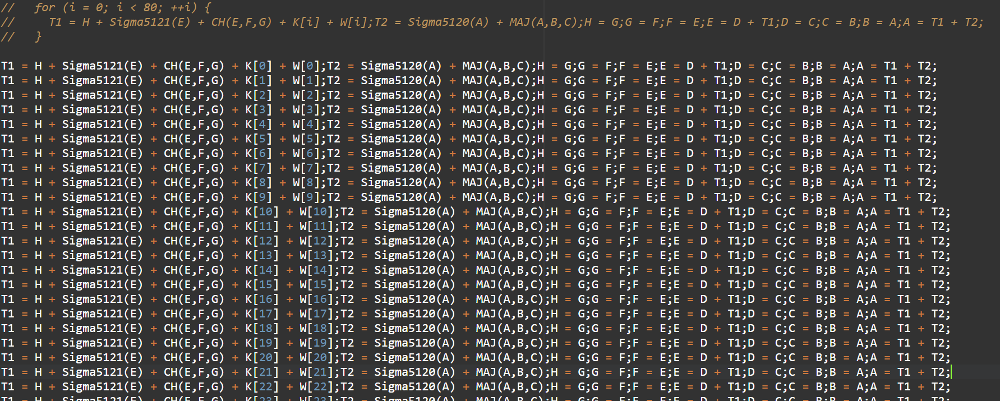 //   for (i = 0; i < 80; ++i) {
//     T1 = H + Sigma5121(E) + CH(E,F,G) + K[i] + W[i];T2 = Sigma5120(A) + MAJ(A,B,C);H = G;G = F;F = E;E = D + T1;D = C;C = B;B = A;A = T1 + T2;
//   }
T1 = H + Sigma5121(E) + CH(E,F,G) + K[0] + W[0];T2 = Sigma5120(A) + MAJ(A,B,C);H = G;G = F;F = E;E = D + T1;D = C;C = B;B = A;A = T1 + T2;
T1 = H + Sigma5121(E) + CH(E,F,G) + K[1] + W[1];T2 = Sigma5120(A) + MAJ(A,B,C);H = G;G = F;F = E;E = D + T1;D = C;C = B;B = A;A = T1 + T2;
T1 = H + Sigma5121(E) + CH(E,F,G) + K[2] + W[2];T2 = Sigma5120(A) + MAJ(A,B,C);H = G;G = F;F = E;E = D + T1;D = C;C = B;B = A;A = T1 + T2;
T1 = H + Sigma5121(E) + CH(E,F,G) + K[3] + W[3];T2 = Sigma5120(A) + MAJ(A,B,C);H = G;G = F;F = E;E = D + T1;D = C;C = B;B = A;A = T1 + T2;
T1 = H + Sigma5121(E) + CH(E,F,G) + K[4] + W[4];T2 = Sigma5120(A) + MAJ(A,B,C);H = G;G = F;F = E;E = D + T1;D = C;C = B;B = A;A = T1 + T2;
T1 = H + Sigma5121(E) + CH(E,F,G) + K[5] + W[5];T2 = Sigma5120(A) + MAJ(A,B,C);H = G;G = F;F = E;E = D + T1;D = C;C = B;B = A;A = T1 + T2;
T1 = H + Sigma5121(E) + CH(E,F,G) + K[6] + W[6];T2 = Sigma5120(A) + MAJ(A,B,C);H = G;G = F;F = E;E = D + T1;D = C;C = B;B = A;A = T1 + T2;
T1 = H + Sigma5121(E) + CH(E,F,G) + K[7] + W[7];T2 = Sigma5120(A) + MAJ(A,B,C);H = G;G = F;F = E;E = D + T1;D = C;C = B;B = A;A = T1 + T2;
T1 = H + Sigma5121(E) + CH(E,F,G) + K[8] + W[8];T2 = Sigma5120(A) + MAJ(A,B,C);H = G;G = F;F = E;E = D + T1;D = C;C = B;B = A;A = T1 + T2;
T1 = H + Sigma5121(E) + CH(E,F,G) + K[9] + W[9];T2 = Sigma5120(A) + MAJ(A,B,C);H = G;G = F;F = E;E = D + T1;D = C;C = B;B = A;A = T1 + T2;
T1 = H + Sigma5121(E) + CH(E,F,G) + K[10] + W[10];T2 = Sigma5120(A) + MAJ(A,B,C);H = G;G = F;F = E;E = D + T1;D = C;C = B;B = A;A = T1 + T2;
T1 = H + Sigma5121(E) + CH(E,F,G) + K[11] + W[11];T2 = Sigma5120(A) + MAJ(A,B,C);H = G;G = F;F = E;E = D + T1;D = C;C = B;B = A;A = T1 + T2;
T1 = H + Sigma5121(E) + CH(E,F,G) + K[12] + W[12];T2 = Sigma5120(A) + MAJ(A,B,C);H = G;G = F;F = E;E = D + T1;D = C;C = B;B = A;A = T1 + T2;
T1 = H + Sigma5121(E) + CH(E,F,G) + K[13] + W[13];T2 = Sigma5120(A) + MAJ(A,B,C);H = G;G = F;F = E;E = D + T1;D = C;C = B;B = A;A = T1 + T2;
T1 = H + Sigma5121(E) + CH(E,F,G) + K[14] + W[14];T2 = Sigma5120(A) + MAJ(A,B,C);H = G;G = F;F = E;E = D + T1;D = C;C = B;B = A;A = T1 + T2;
T1 = H + Sigma5121(E) + CH(E,F,G) + K[15] + W[15];T2 = Sigma5120(A) + MAJ(A,B,C);H = G;G = F;F = E;E = D + T1;D = C;C = B;B = A;A = T1 + T2;
T1 = H + Sigma5121(E) + CH(E,F,G) + K[16] + W[16];T2 = Sigma5120(A) + MAJ(A,B,C);H = G;G = F;F = E;E = D + T1;D = C;C = B;B = A;A = T1 + T2;
T1 = H + Sigma5121(E) + CH(E,F,G) + K[17] + W[17];T2 = Sigma5120(A) + MAJ(A,B,C);H = G;G = F;F = E;E = D + T1;D = C;C = B;B = A;A = T1 + T2;
T1 = H + Sigma5121(E) + CH(E,F,G) + K[18] + W[18];T2 = Sigma5120(A) + MAJ(A,B,C);H = G;G = F;F = E;E = D + T1;D = C;C = B;B = A;A = T1 + T2;
T1 = H + Sigma5121(E) + CH(E,F,G) + K[19] + W[19];T2 = Sigma5120(A) + MAJ(A,B,C);H = G;G = F;F = E;E = D + T1;D = C;C = B;B = A;A = T1 + T2;
T1 = H + Sigma5121(E) + CH(E,F,G) + K[20] + W[20];T2 = Sigma5120(A) + MAJ(A,B,C);H = G;G = F;F = E;E = D + T1;D = C;C = B;B = A;A = T1 + T2;
T1 = H + Sigma5121(E) + CH(E,F,G) + K[21] + W[21];T2 = Sigma5120(A) + MAJ(A,B,C);H = G;G = F;F = E;E = D + T1;D = C;C = B;B = A;A = T1 + T2;
T1 = H + Sigma5121(E) + CH(E,F,G) + K[22] + W[22];T2 = Sigma5120(A) + MAJ(A,B,C);H = G;G = F;F = E;E = D + T1;D = C;C = B;B = A;A = T1 + T2;